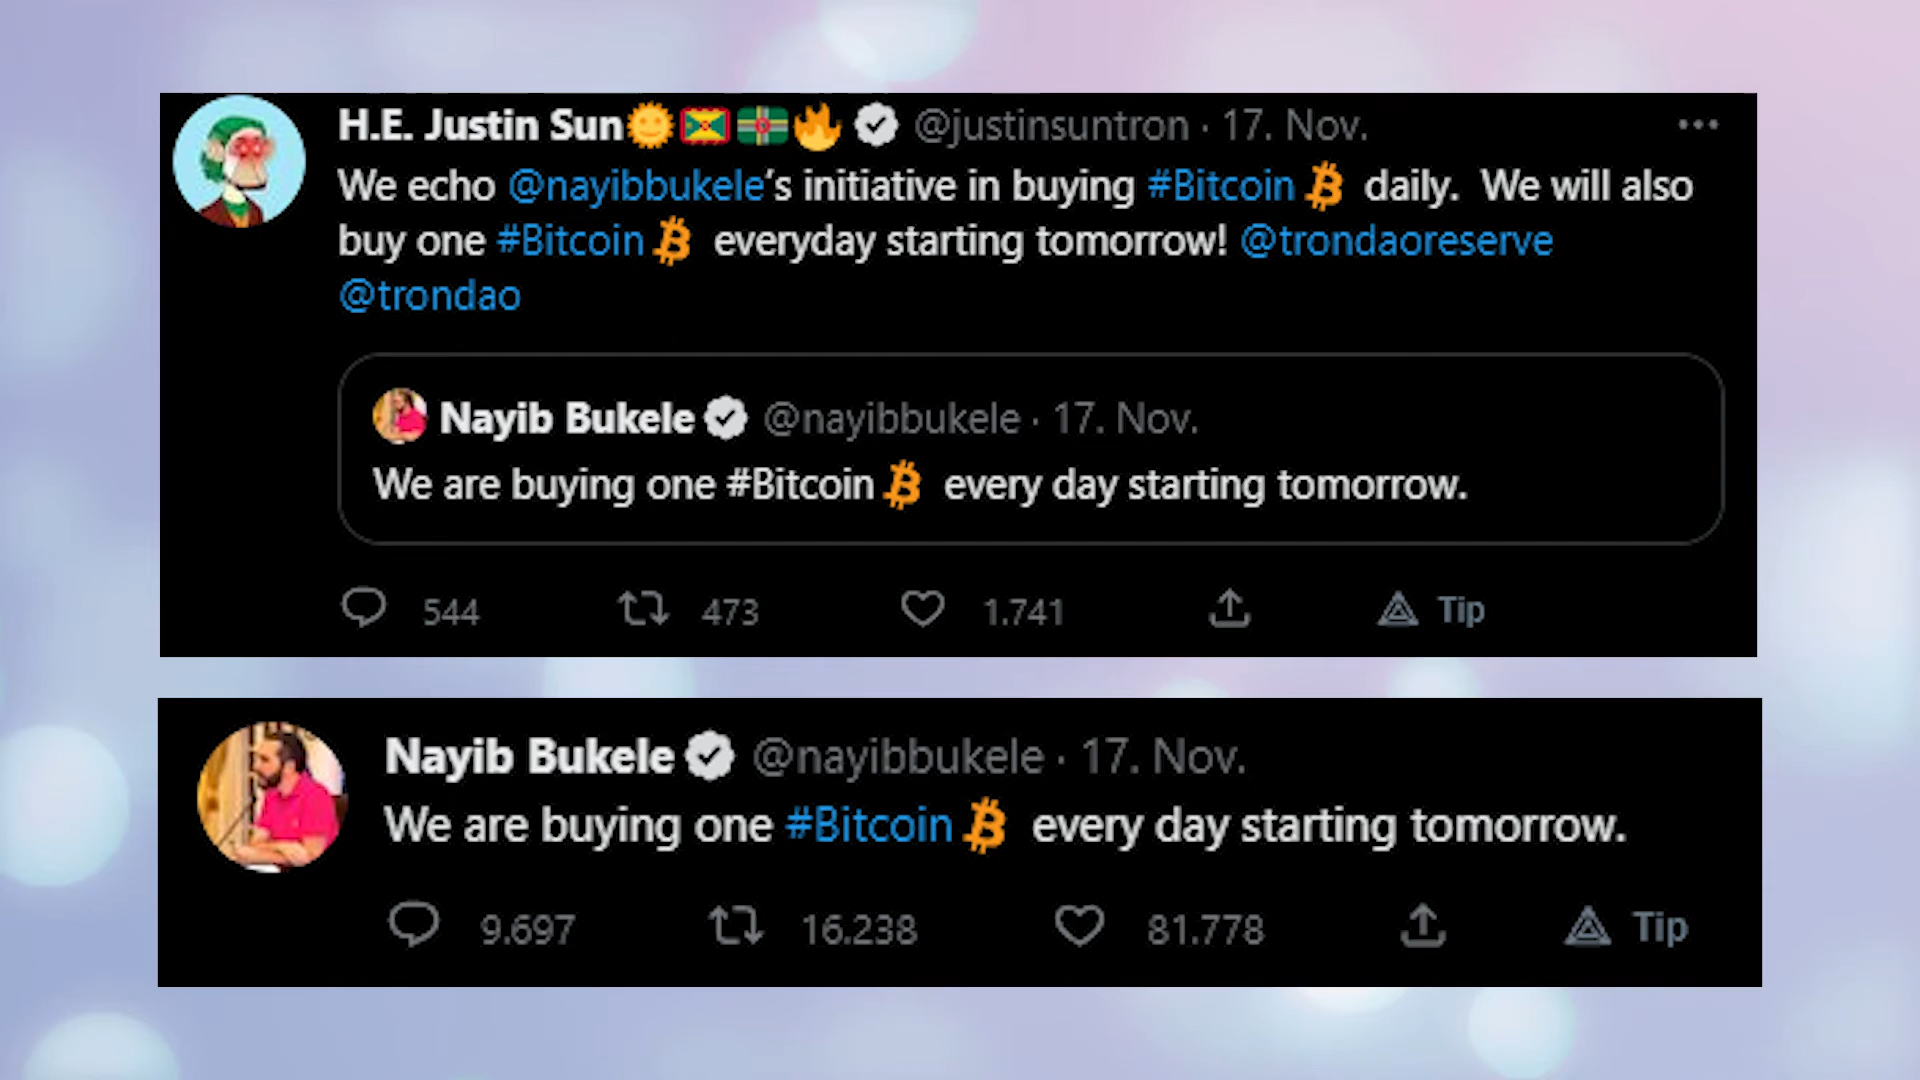 H.E. Justin Sun🌞🇬🇩🇩🇲🔥 @justinsuntron · 17. Nov.
We echo @nayibbukele's initiative in buying #Bitcoin daily. We will also
buy one #Bitcoin everyday starting tomorrow! @trondaoreserve
@trondao
Nayib Bukele @nayibbukele · 17. Nov.
We are buying one #Bitcoin every day starting tomorrow.
544 473 1.741 Tip
Nayib Bukele @nayibbukele · 17. Nov.
We are buying one #Bitcoin every day starting tomorrow.
9.697 16.238 81.778 Tip